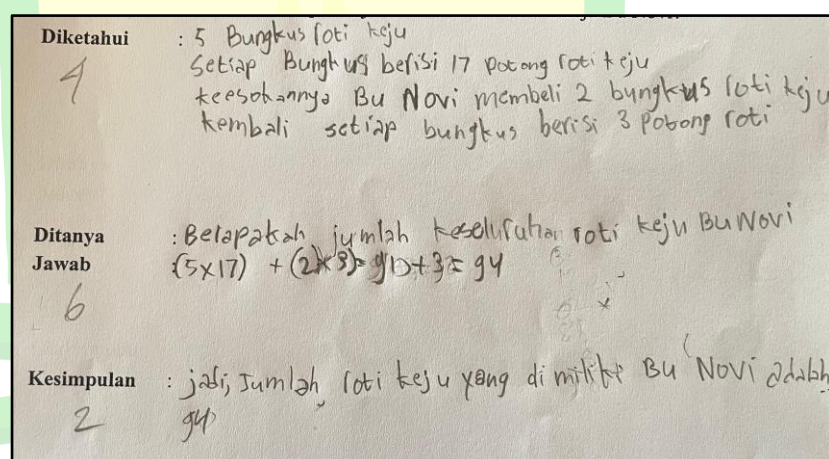 Diketahui : 5 Bungkus roti keju
4 Setiap Bungkus berisi 17 potong roti keju
keesokannya Bu Novi membeli 2 bungkus roti keju
kembali setiap bungkus berisi 3 potong roti
Ditanya : Berapakah jumlah keseluruhan roti keju Bu Novi
Jawab : (5x17) + (2x3) = 91 + 3 = 94
6
Kesimpulan : jadi, Jumlah roti keju yang dimiliki Bu Novi adalah
2 94